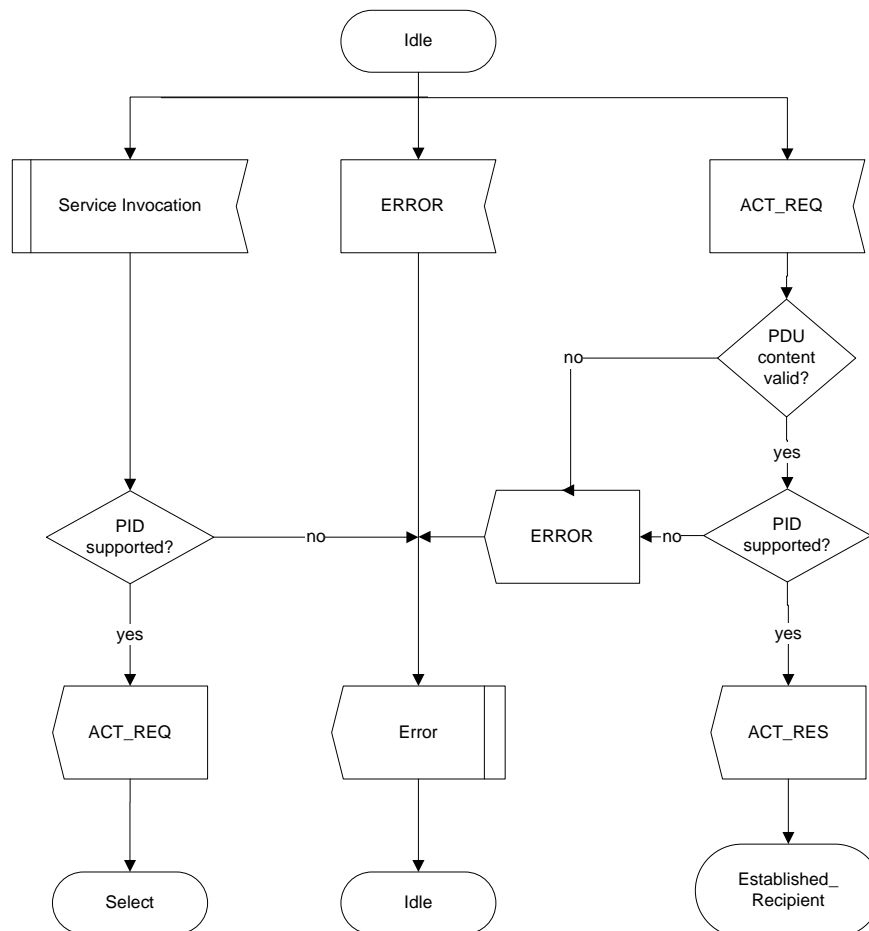 Idle
Service Invocation
ERROR
ACT_REQ
PDU
content
valid?
no
yes
PID
supported?
no
ERROR
no
PID
supported?
yes
yes
ACT_REQ
Error
ACT_RES
Select
Idle
Established_
Recipient